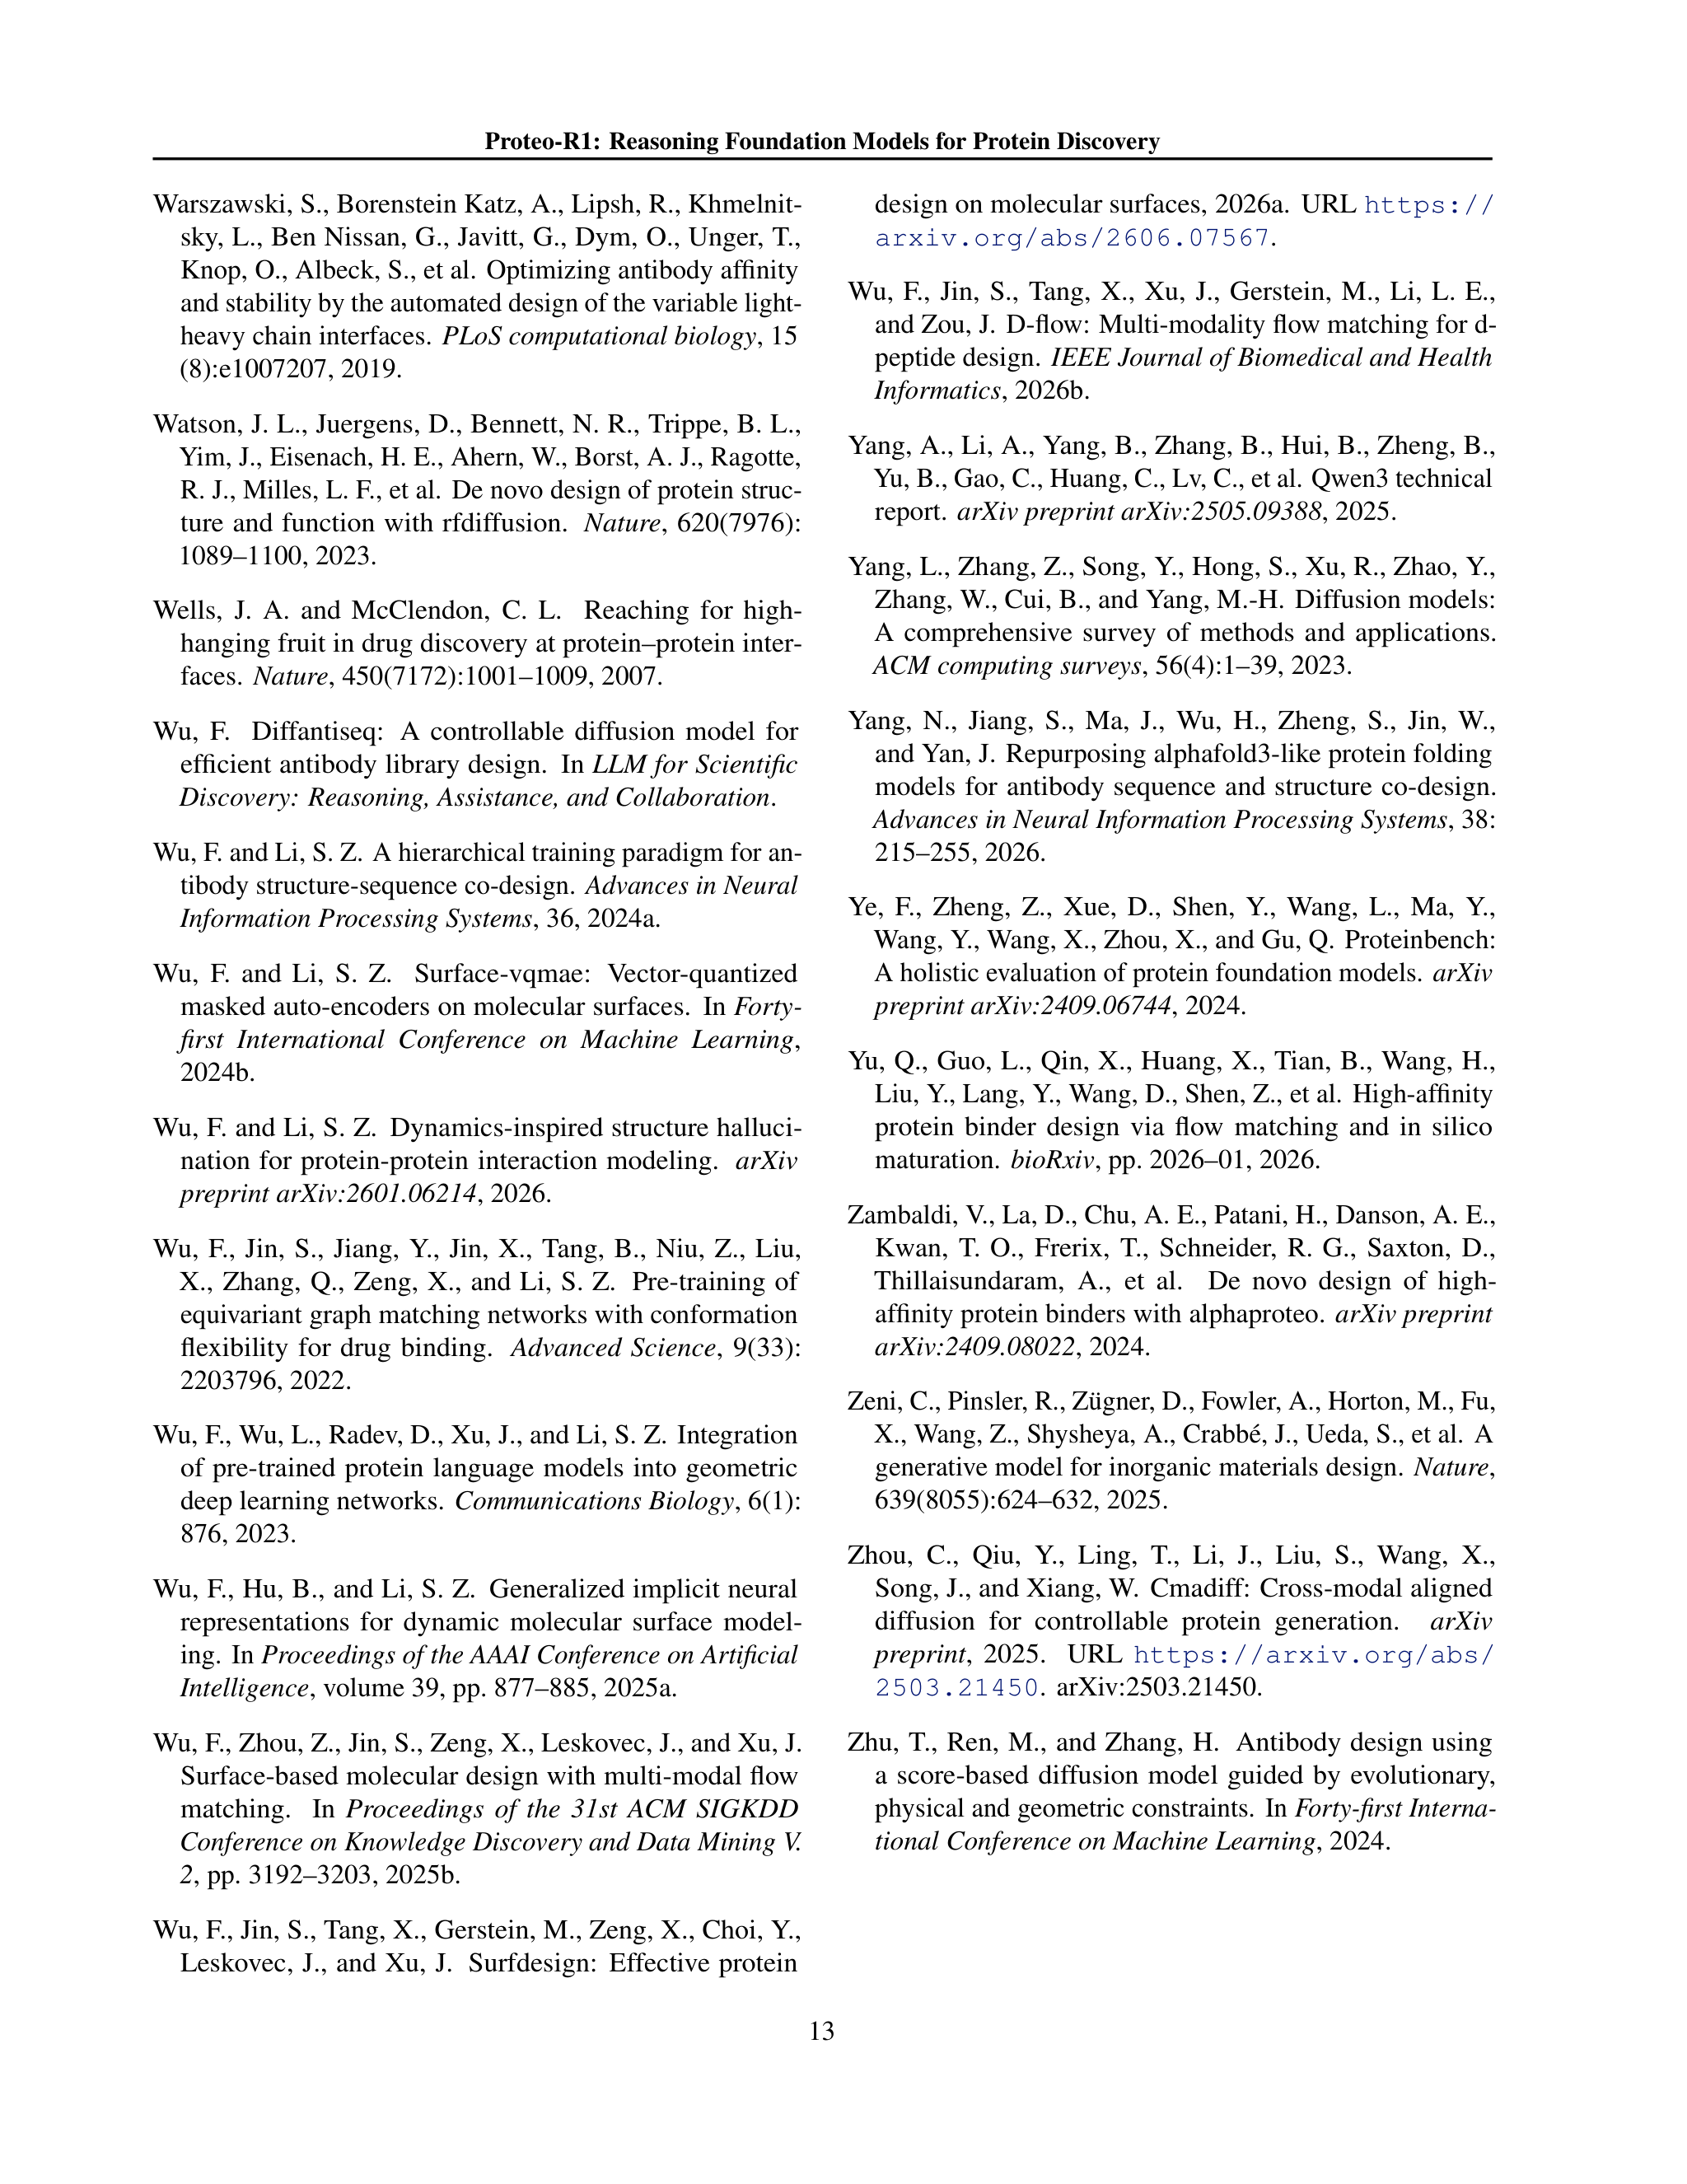 Proteo-R1: Reasoning Foundation Models for Protein Discovery
Warszawski, S., Borenstein Katz, A., Lipsh, R., Khmelnit-
sky, L., Ben Nissan, G., Javitt, G., Dym, O., Unger, T.,
Knop, O., Albeck, S., et al. Optimizing antibody affinity
and stability by the automated design of the variable light-
heavy chain interfaces. PLoS computational biology, 15
(8):e1007207, 2019.
Watson, J. L., Juergens, D., Bennett, N. R., Trippe, B. L.,
Yim, J., Eisenach, H. E., Ahern, W., Borst, A. J., Ragotte,
R. J., Milles, L. F., et al. De novo design of protein struc-
ture and function with rfdiffusion. Nature, 620(7976):
1089–1100, 2023.
Wells, J. A. and McClendon, C. L. Reaching for high-
hanging fruit in drug discovery at protein–protein inter-
faces. Nature, 450(7172):1001–1009, 2007.
Wu, F. Diffantiseq: A controllable diffusion model for
efficient antibody library design. In LLM for Scientific
Discovery: Reasoning, Assistance, and Collaboration.
Wu, F. and Li, S. Z. A hierarchical training paradigm for an-
tibody structure-sequence co-design. Advances in Neural
Information Processing Systems, 36, 2024a.
Wu, F. and Li, S. Z. Surface-vqmae: Vector-quantized
masked auto-encoders on molecular surfaces. In Forty-
first International Conference on Machine Learning,
2024b.
Wu, F. and Li, S. Z. Dynamics-inspired structure halluci-
nation for protein-protein interaction modeling. arXiv
preprint arXiv:2601.06214, 2026.
Wu, F., Jin, S., Jiang, Y., Jin, X., Tang, B., Niu, Z., Liu,
X., Zhang, Q., Zeng, X., and Li, S. Z. Pre-training of
equivariant graph matching networks with conformation
flexibility for drug binding. Advanced Science, 9(33):
2203796, 2022.
Wu, F., Wu, L., Radev, D., Xu, J., and Li, S. Z. Integration
of pre-trained protein language models into geometric
deep learning networks. Communications Biology, 6(1):
876, 2023.
Wu, F., Hu, B., and Li, S. Z. Generalized implicit neural
representations for dynamic molecular surface model-
ing. In Proceedings of the AAAI Conference on Artificial
Intelligence, volume 39, pp. 877–885, 2025a.
Wu, F., Zhou, Z., Jin, S., Zeng, X., Leskovec, J., and Xu, J.
Surface-based molecular design with multi-modal flow
matching. In Proceedings of the 31st ACM SIGKDD
Conference on Knowledge Discovery and Data Mining V.
2, pp. 3192–3203, 2025b.
Wu, F., Jin, S., Tang, X., Gerstein, M., Zeng, X., Choi, Y.,
Leskovec, J., and Xu, J. Surfdesign: Effective protein
design on molecular surfaces, 2026a. URL https://
arxiv.org/abs/2606.07567.
Wu, F., Jin, S., Tang, X., Xu, J., Gerstein, M., Li, L. E.,
and Zou, J. D-flow: Multi-modality flow matching for d-
peptide design. IEEE Journal of Biomedical and Health
Informatics, 2026b.
Yang, A., Li, A., Yang, B., Zhang, B., Hui, B., Zheng, B.,
Yu, B., Gao, C., Huang, C., Lv, C., et al. Qwen3 technical
report. arXiv preprint arXiv:2505.09388, 2025.
Yang, L., Zhang, Z., Song, Y., Hong, S., Xu, R., Zhao, Y.,
Zhang, W., Cui, B., and Yang, M.-H. Diffusion models:
A comprehensive survey of methods and applications.
ACM computing surveys, 56(4):1–39, 2023.
Yang, N., Jiang, S., Ma, J., Wu, H., Zheng, S., Jin, W.,
and Yan, J. Repurposing alphafold3-like protein folding
models for antibody sequence and structure co-design.
Advances in Neural Information Processing Systems, 38:
215–255, 2026.
Ye, F., Zheng, Z., Xue, D., Shen, Y., Wang, L., Ma, Y.,
Wang, Y., Wang, X., Zhou, X., and Gu, Q. Proteinbench:
A holistic evaluation of protein foundation models. arXiv
preprint arXiv:2409.06744, 2024.
Yu, Q., Guo, L., Qin, X., Huang, X., Tian, B., Wang, H.,
Liu, Y., Lang, Y., Wang, D., Shen, Z., et al. High-affinity
protein binder design via flow matching and in silico
maturation. bioRxiv, pp. 2026–01, 2026.
Zambaldi, V., La, D., Chu, A. E., Patani, H., Danson, A. E.,
Kwan, T. O., Frerix, T., Schneider, R. G., Saxton, D.,
Thillaisundaram, A., et al. De novo design of high-
affinity protein binders with alphaproteo. arXiv preprint
arXiv:2409.08022, 2024.
Zeni, C., Pinsler, R., Zügner, D., Fowler, A., Horton, M., Fu,
X., Wang, Z., Shysheya, A., Crabbé, J., Ueda, S., et al. A
generative model for inorganic materials design. Nature,
639(8055):624–632, 2025.
Zhou, C., Qiu, Y., Ling, T., Li, J., Liu, S., Wang, X.,
Song, J., and Xiang, W. Cmadiff: Cross-modal aligned
diffusion for controllable protein generation. arXiv
preprint, 2025. URL https://arxiv.org/abs/
2503.21450. arXiv:2503.21450.
Zhu, T., Ren, M., and Zhang, H. Antibody design using
a score-based diffusion model guided by evolutionary,
physical and geometric constraints. In Forty-first Interna-
tional Conference on Machine Learning, 2024.
13